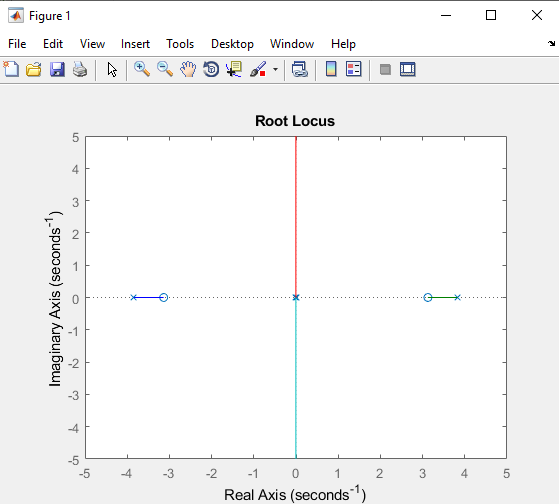 Figure 1
File Edit View Insert Tools Desktop Window Help
Root Locus
5
4
3
2
1
0
-1
-2
-3
-4
-5
Imaginary Axis (seconds⁻¹)
-5 -4 -3 -2 -1 0 1 2 3 4 5
Real Axis (seconds⁻¹)